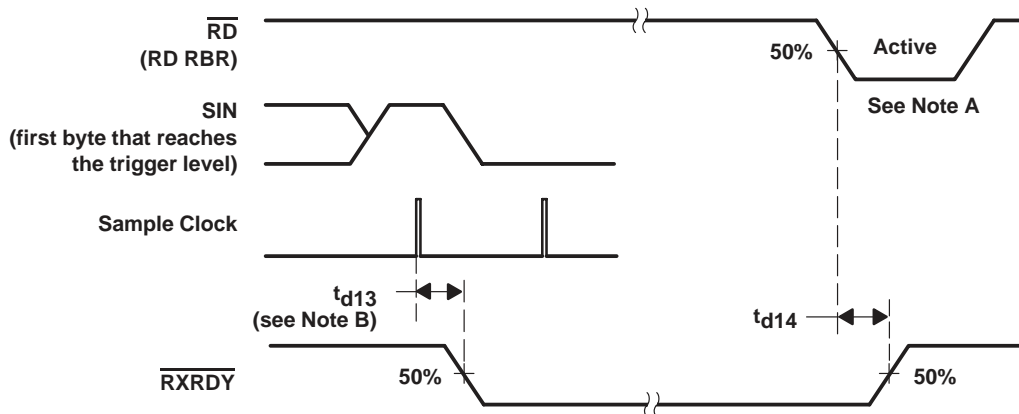 RD
(RD RBR)
50%
Active
See Note A
SIN
(first byte that reaches
the trigger level)
Sample Clock
td13
(see Note B)
td14
RXRDY
50%
50%